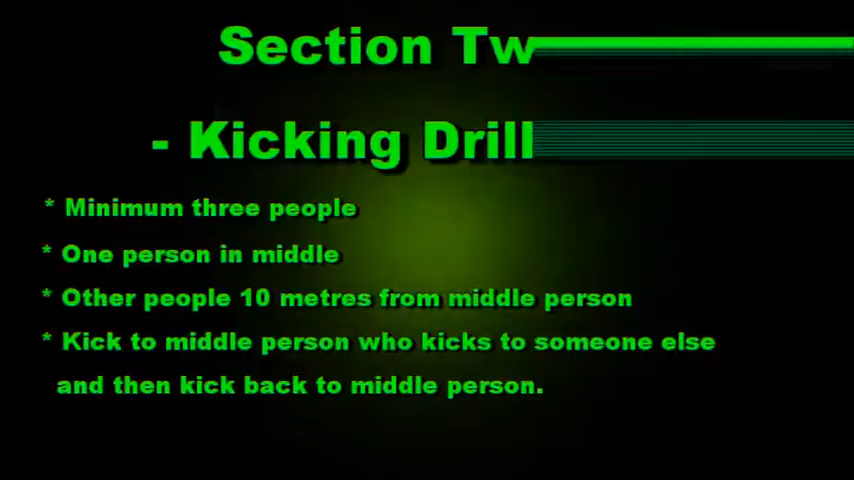 Section Tw
- Kicking Drill
* Minimum three people
* One person in middle
* Other people 10 metres from middle person
* Kick to middle person who kicks to someone else
and then kick back to middle person.